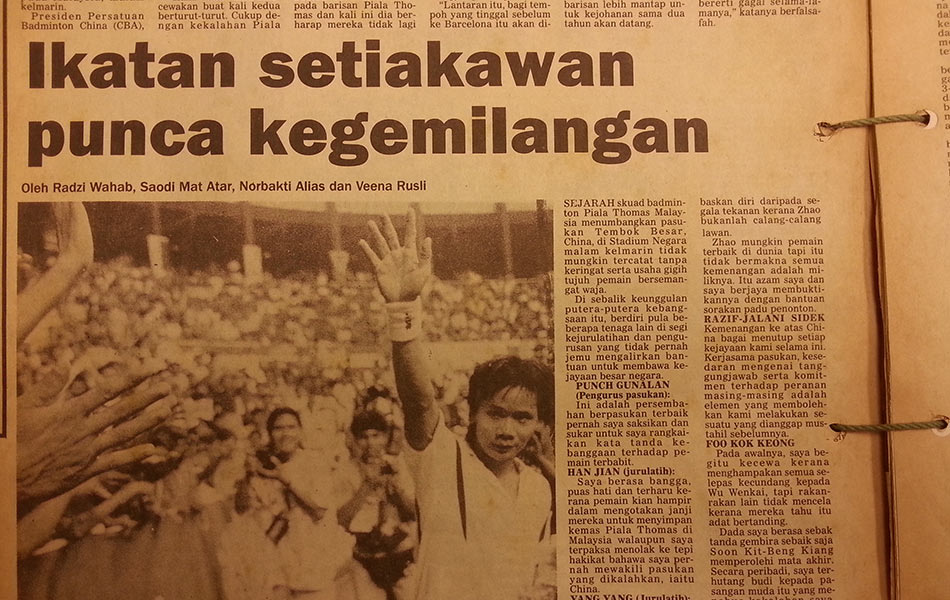 kelmarin.
Presiden Persatuan
Badminton China (CBA),
cewakan buat kali kedua
berturut-turut. Cukup de-
ngan kekalahan Piala
pada barisan Piala Tho-
mas dan kali ini dia ber-
harap mereka tidak lagi
"Lantaran itu, bagi tem-
poh yang tinggal sebelum
ke Barcelona itu akan di-
barisan lebih mantap un-
tuk kejohanan sama dua
tahun akan datang.
bererti gagal selama-la-
manya," katanya berfalsa-
fah.
Ikatan setiakawan
punca kegemilangan
Oleh Radzi Wahab, Saodi Mat Atar, Norbakti Alias dan Veena Rusli
SEJARAH skuad badmin-
ton Piala Thomas Malay-
sia menumbangkan pasu-
kan Tembok Besar,
China, di Stadium Negara
malam kelmarin tidak
mungkin tercatat tanpa
keringat serta usaha gigih
tujuh pemain berseman-
gat waja.
Di sebalik keunggulan
putera-putera kebang-
saan itu, berdiri pula be-
berapa tenaga lain di segi
kejurulatihan dan pengu-
rusan yang tidak pernah
jemu mengalirkan ban-
tuan untuk membawa ke-
jayaan besar negara.
PUNCH GUNALAN
(Pengurus pasukan):
Ini adalah persemba-
han berpasukan terbaik
pernah saya saksikan dan
sukar untuk saya rangkai-
kan kata tanda ke-
banggaan terhadap pe-
main terbabit.
HAN JIAN (jurulatih):
Saya berasa bangga,
puas hati dan terharu ke-
rana pemain kian hampir
dalam mengotakan janji
mereka untuk menyimpan
kemas Piala Thomas di
Malaysia walaupun saya
terpaksa menolak ke tepi
hakikat bahawa saya per-
nah mewakili pasukan
yang dikalahkan, iaitu
China.
YANG YANG (Jurulatih):
baskan diri daripada se-
gala tekanan kerana Zhao
bukanlah calang-calang
lawan.
Zhao mungkin pemain
terbaik di dunia tapi itu
tidak bermakna semua
kemenangan adalah mi-
liknya. Itu azam saya dan
saya berjaya membukti-
kannya dengan bantuan
sorakan padu penonton.
RAZIF-JALANI SIDEK
Kemenangan ke atas Chi-
na bagai menutup setiap
kejayaan kami selama ini.
Kerjasama pasukan, kese-
daran mengenai tang-
gungjawab serta komit-
men terhadap peranan
masing-masing adalah
elemen yang memboleh-
kan kami melakukan se-
suatu yang dianggap mus-
tahil sebelumnya.
FOO KOK KEONG
Pada awalnya, saya be-
gitu kecewa kerana
menghampakan semua se-
lepas kecundang kepada
Wu Wenkai, tapi rakan-
rakan lain tidak mencela
kerana mereka tahu itu
adat bertanding.
Dada saya berasa sebak
tanda gembira sebaik saja
Soon Kit-Beng Kiang
memperolehi mata akhir.
Secara peribadi, saya ter-
hutang budi kepada pa-
sangan muda itu yang me-